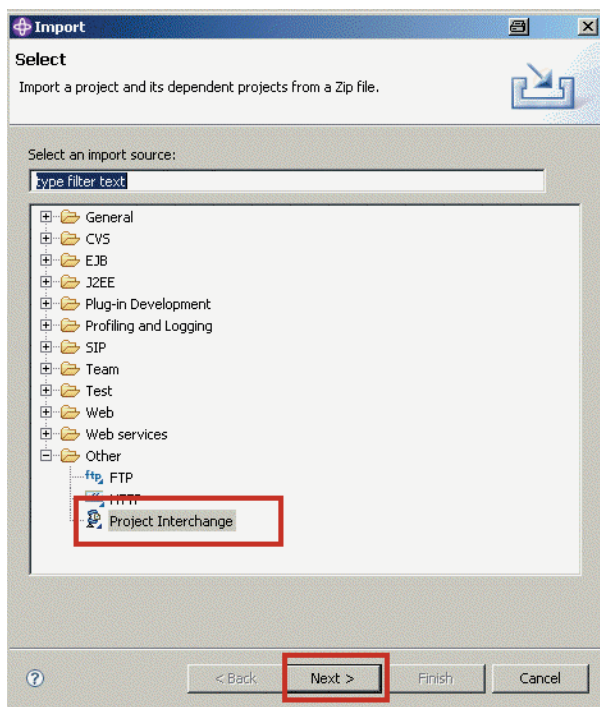 Import
Select
Import a project and its dependent projects from a Zip file.
Select an import source:
type filter text
General
CVS
EJB
J2EE
Plug-in Development
Profiling and Logging
SIP
Team
Test
Web
Web services
Other
ftp FTP
HTTP
Project Interchange
? < Back Next > Finish Cancel